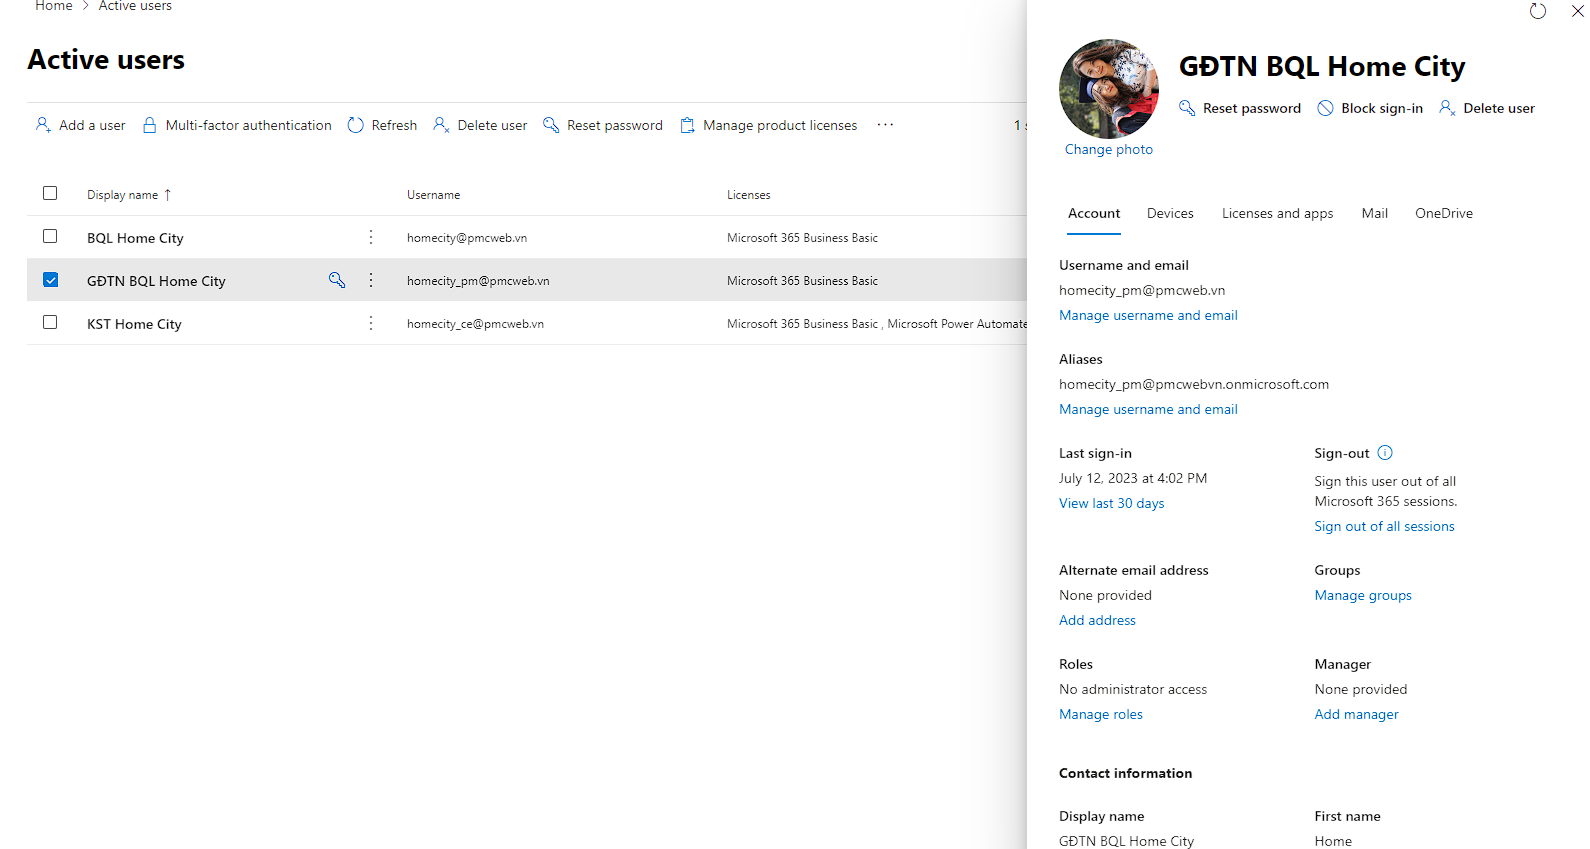 Home > Active users
Active users
Add a user
Multi-factor authentication
Refresh
Delete user
Reset password
Manage product licenses
···
1
Display name ↑
Username
Licenses
BQL Home City
homecity@pmcweb.vn
Microsoft 365 Business Basic
GĐTN BQL Home City
homecity_pm@pmcweb.vn
Microsoft 365 Business Basic
KST Home City
homecity_ce@pmcweb.vn
Microsoft 365 Business Basic , Microsoft Power Automate
GĐTN BQL Home City
Reset password
Block sign-in
Delete user
Change photo
Account
Devices
Licenses and apps
Mail
OneDrive
Username and email
homecity_pm@pmcweb.vn
Manage username and email
Aliases
homecity_pm@pmcwebvn.onmicrosoft.com
Manage username and email
Last sign-in
July 12, 2023 at 4:02 PM
View last 30 days
Sign-out
Sign this user out of all
Microsoft 365 sessions.
Sign out of all sessions
Alternate email address
None provided
Add address
Groups
Manage groups
Roles
No administrator access
Manage roles
Manager
None provided
Add manager
Contact information
Display name
GĐTN BQL Home City
First name
Home